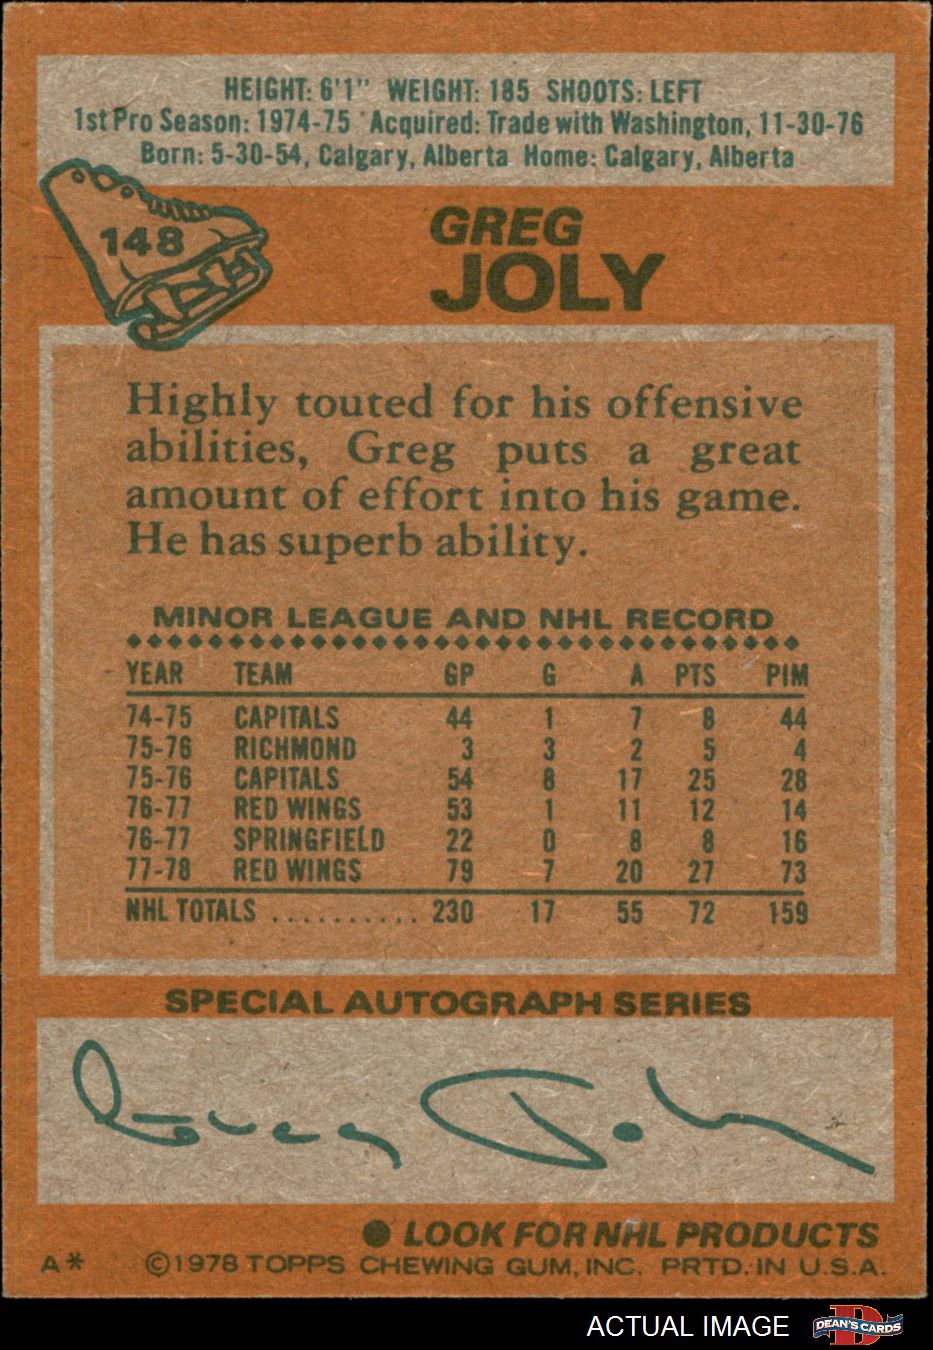 HEIGHT: 6'1" WEIGHT: 185 SHOOTS: LEFT
1st Pro Season: 1974-75 Acquired: Trade with Washington, 11-30-76
Born: 5-30-54, Calgary, Alberta Home: Calgary, Alberta
148
GREG
JOLY
Highly touted for his offensive
abilities, Greg puts a great
amount of effort into his game.
He has superb ability.
MINOR LEAGUE AND NHL RECORD
YEAR TEAM GP G A PTS PIM
74-75 CAPITALS 44 1 7 8 44
75-76 RICHMOND 3 3 2 5 4
75-76 CAPITALS 54 8 17 25 28
76-77 RED WINGS 53 1 11 12 14
76-77 SPRINGFIELD 22 0 8 8 16
77-78 RED WINGS 79 7 20 27 73
NHL TOTALS .......... 230 17 55 72 159
SPECIAL AUTOGRAPH SERIES
Greg Joly
● LOOK FOR NHL PRODUCTS
A* ©1978 TOPPS CHEWING GUM, INC. PRTD. IN U.S.A.
ACTUAL IMAGE D DEAN'S CARDS